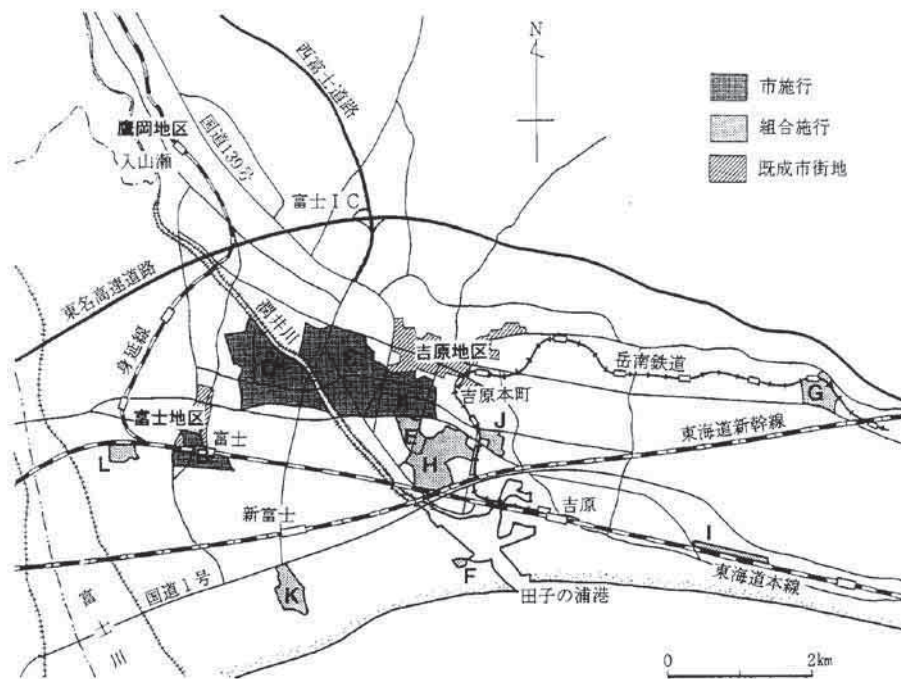 N
西富士道路
市施行
組合施行
既成市街地
鷹岡地区
入山瀬
国道139号
富士IC
東名高速道路
潤井川
身延線
吉原地区
岳南鉄道
吉原本町
G
富士地区
富士
J
E
東海道新幹線
L
H
新富士
吉原
I
東海道本線
F
田子の浦港
国道1号
K
富士川
0
2km